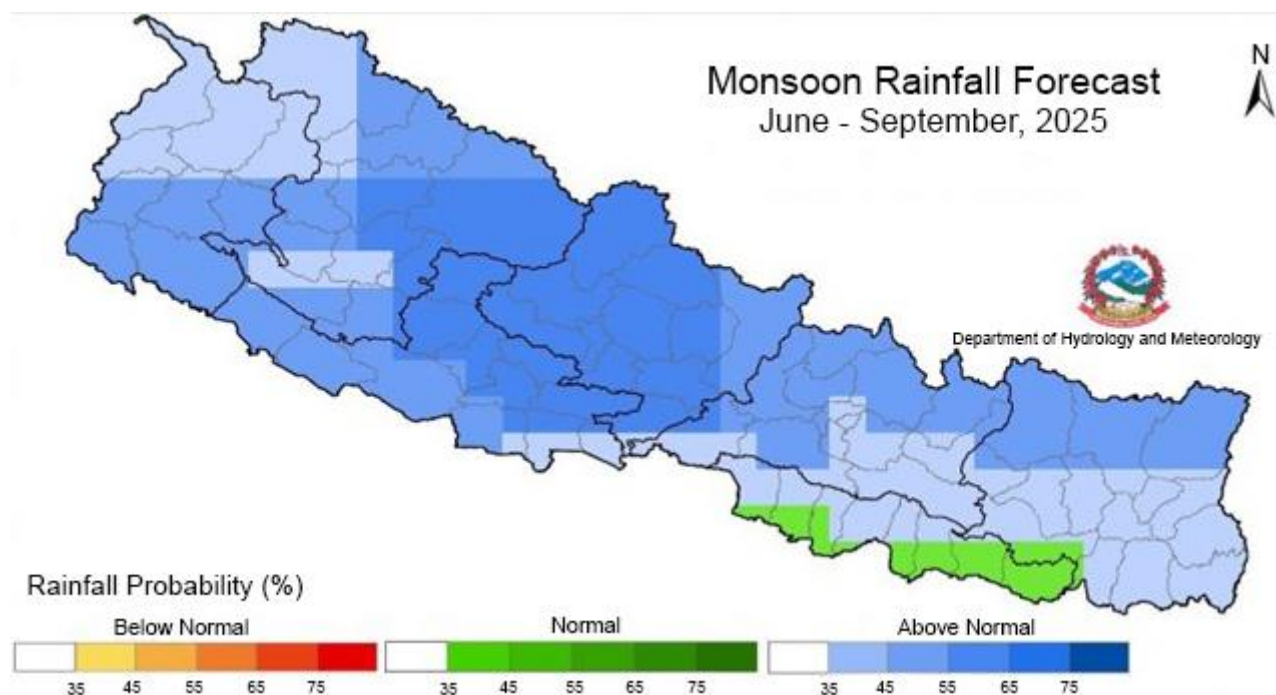 Monsoon Rainfall Forecast
June - September, 2025
N
Department of Hydrology and Meteorology
Rainfall Probability (%)
Below Normal
Normal
Above Normal
35 45 55 65 75
35 45 55 65 75
35 45 55 65 75